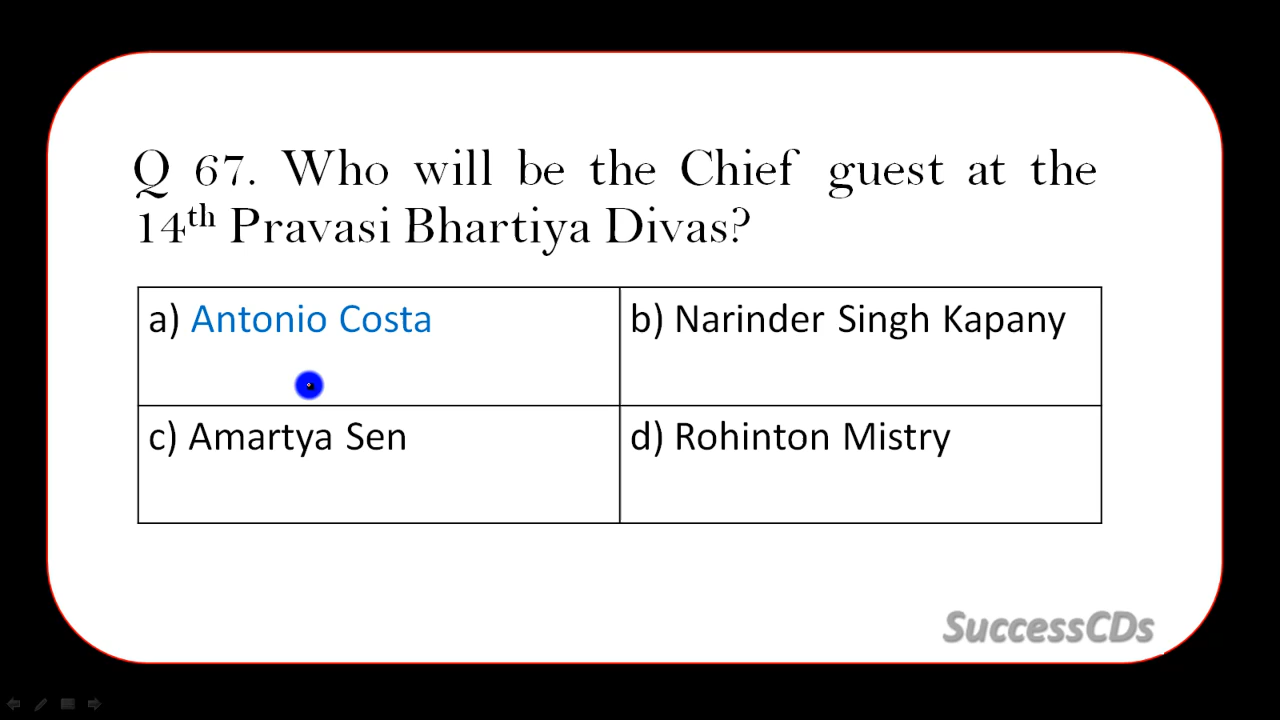 Q 67. Who will be the Chief guest at the
14th Pravasi Bhartiya Divas?
a) Antonio Costa
b) Narinder Singh Kapany
c) Amartya Sen
d) Rohinton Mistry
SuccessCDs